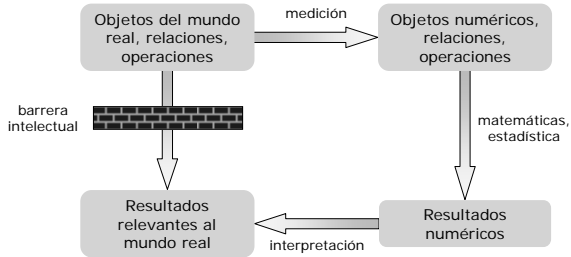 Objetos del mundo
real, relaciones,
operaciones
medición
Objetos numéricos,
relaciones,
operaciones
barrera
intelectual
matemáticas,
estadística
Resultados
relevantes al
mundo real
interpretación
Resultados
numéricos